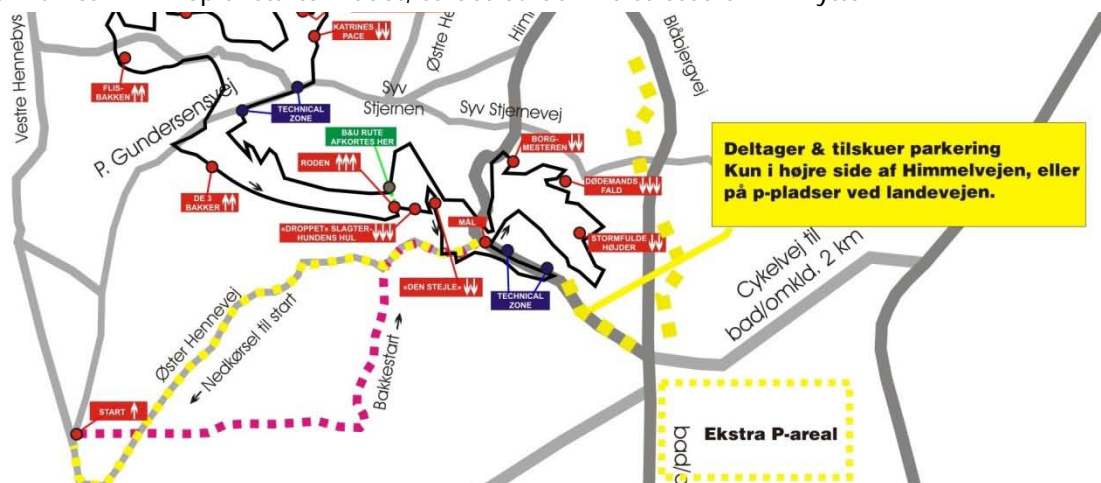 KATRINES
PACE
Østre He
Him
Blåbjergvej
Vestre Hennebys
FLIS-
BAKKEN
P. Gundersensvej
TECHNICAL
ZONE
Syv
Stjernen
Syv Stjernevej
B&U RUTE
AFKORTES HER
RODEN
BORG-
MESTEREN
DØDEMANDS
FALD
Deltager & tilskuer parkering
Kun i højre side af Himmelvejen, eller
på p-pladser ved landevejen.
DE 3
BAKKER
«DROPPET» SLAGTER-
HUNDENS HUL
MÅL
STORMFULDE
HØJDER
«DEN STEJLE»
TECHNICAL
ZONE
Cykelvej til
bad/omkld. 2 km
Øster Hennevej
Nedkørsel til start
Bakkestart
START
Ekstra P-areal
bad/o